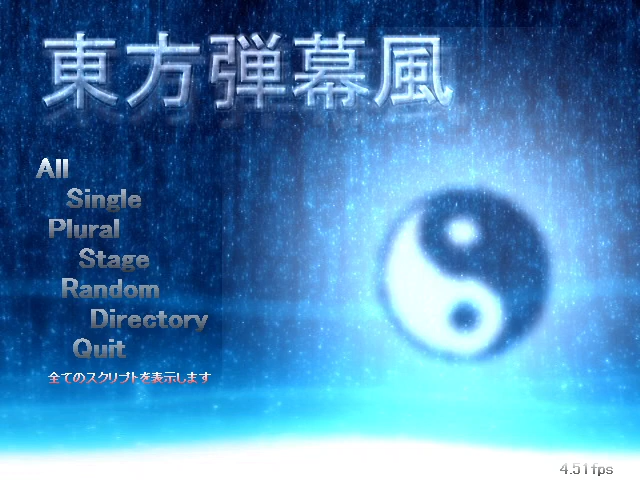 東方弾幕風
All
Single
Plural
Stage
Random
Directory
Quit
全てのスクリプトを表示します
4.51fps